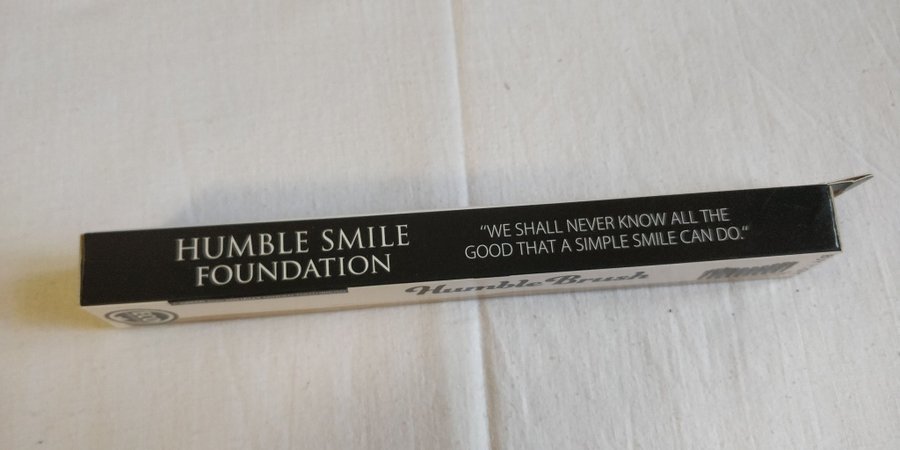 HUMBLE SMILE
FOUNDATION
“WE SHALL NEVER KNOW ALL THE
GOOD THAT A SIMPLE SMILE CAN DO.“
Humble Brush